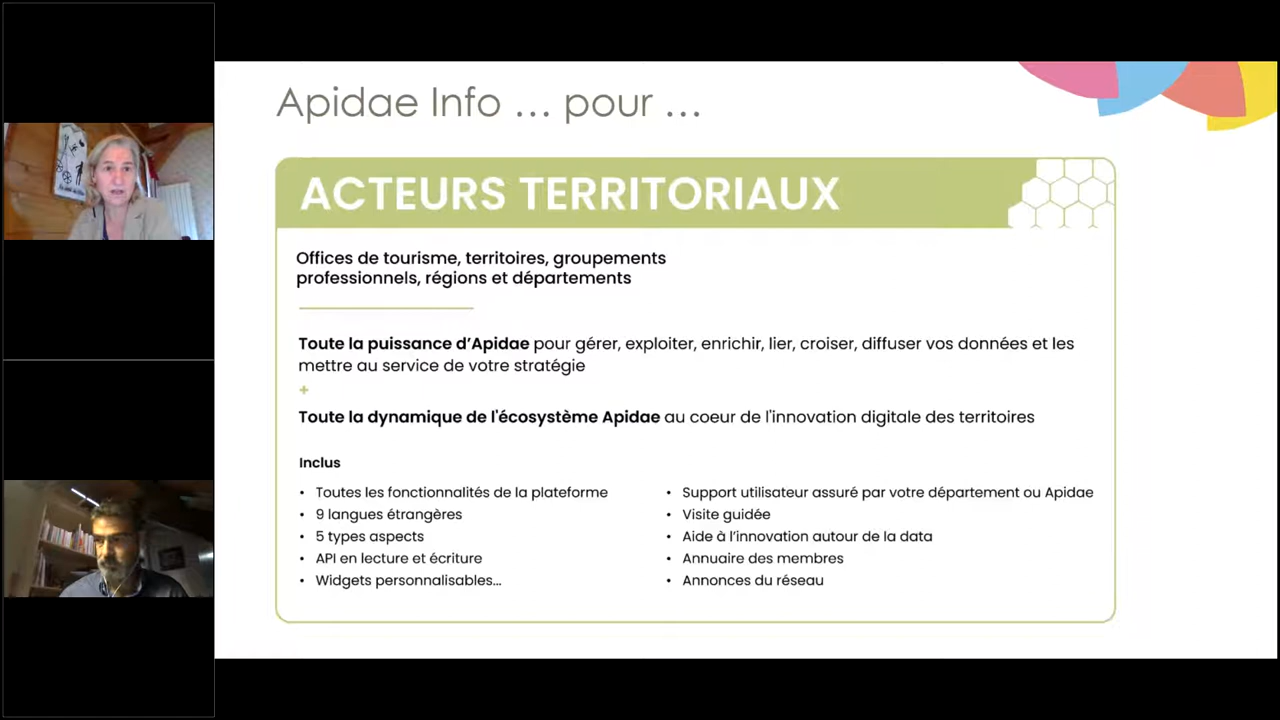 Apidae Info ... pour ...
ACTEURS TERRITORIAUX
Offices de tourisme, territoires, groupements
professionnels, régions et départements
Toute la puissance d'Apidae pour gérer, exploiter, enrichir, lier, croiser, diffuser vos données et les
mettre au service de votre stratégie
+
Toute la dynamique de l'écosystème Apidae au coeur de l'innovation digitale des territoires
Inclus
• Toutes les fonctionnalités de la plateforme
• 9 langues étrangères
• 5 types aspects
• API en lecture et écriture
• Widgets personnalisables...
• Support utilisateur assuré par votre département ou Apidae
• Visite guidée
• Aide à l'innovation autour de la data
• Annuaire des membres
• Annonces du réseau